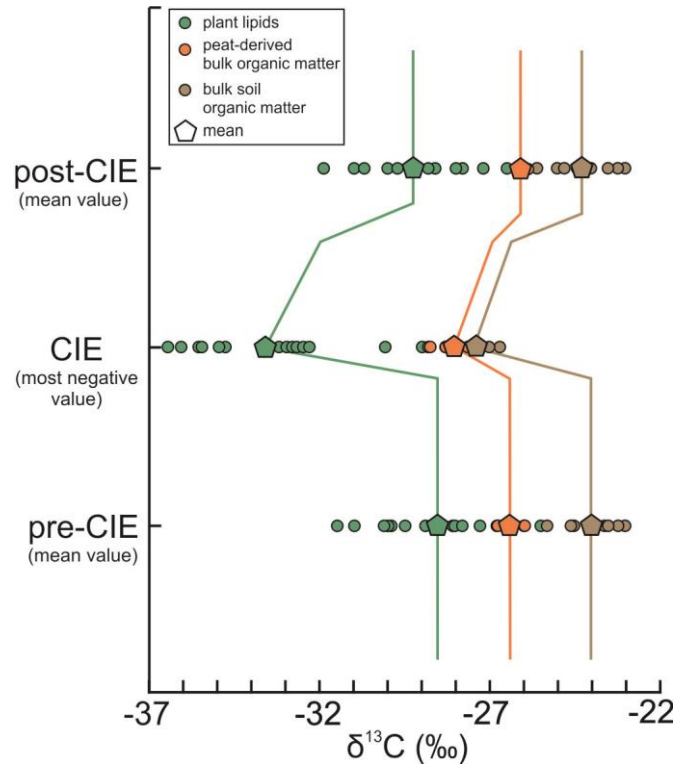 plant lipids
peat-derived
bulk organic matter
bulk soil
organic matter
mean
post-CIE
(mean value)
CIE
(most negative
value)
pre-CIE
(mean value)
-37
-32
-27
-22
δ¹³C (‰)